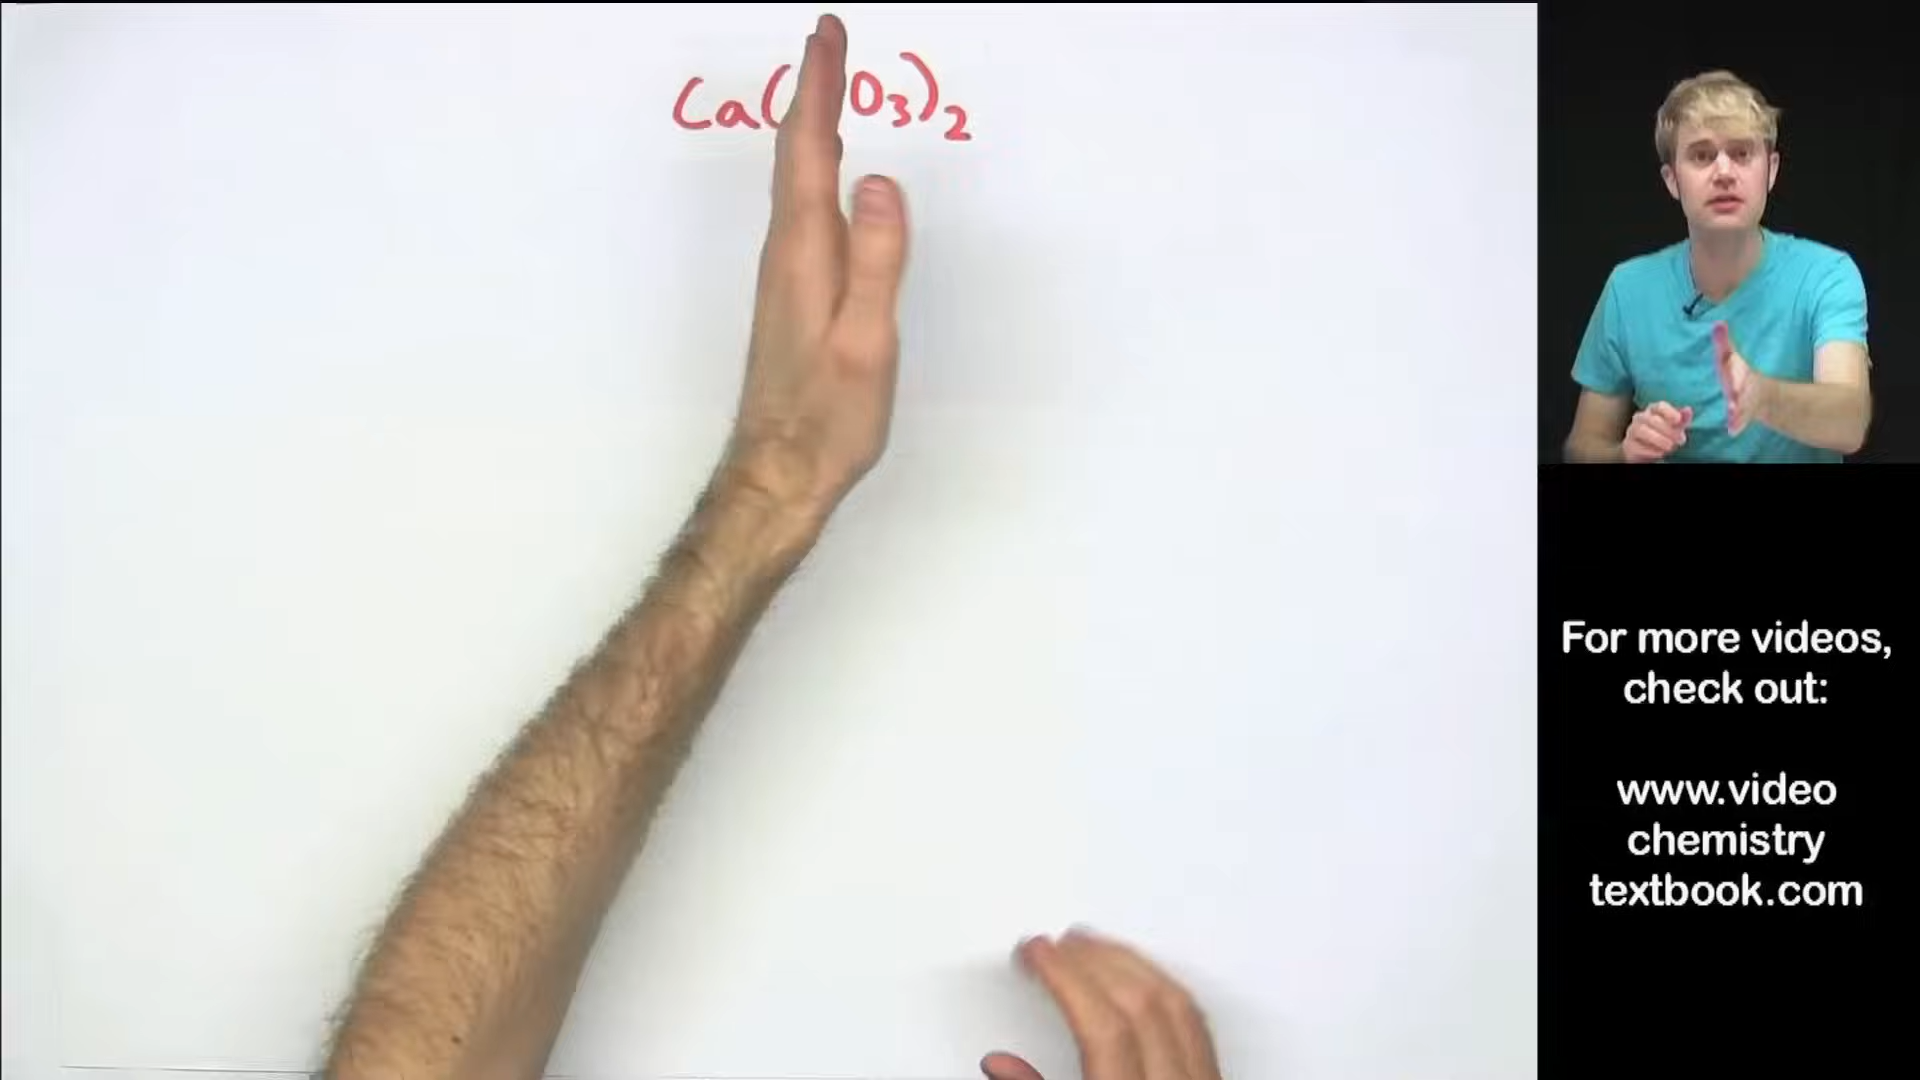 Ca( O3)2
For more videos,
check out:
www.video
chemistry
textbook.com